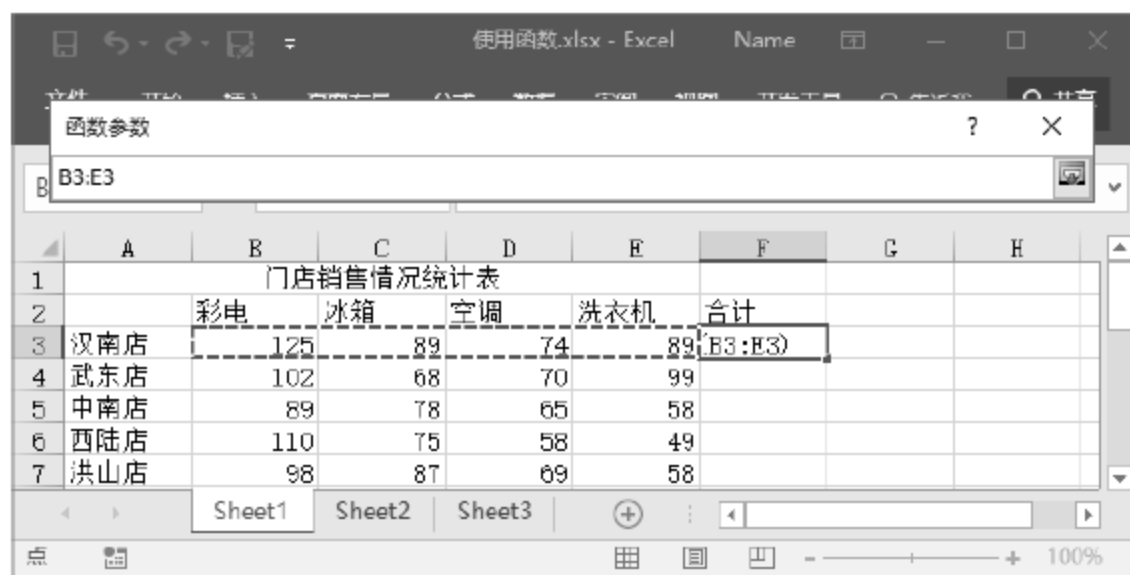 使用函数.xlsx - Excel Name
共享
函数参数 ?
B3:E3
A B C D E F G H
1 门店销售情况统计表
2 彩电 冰箱 空调 洗衣机 合计
3 汉南店 125 89 74 89 (B3:E3)
4 武东店 102 68 70 99
5 中南店 89 78 65 58
6 西陆店 110 75 58 49
7 洪山店 98 87 69 58
Sheet1 Sheet2 Sheet3
点 100%